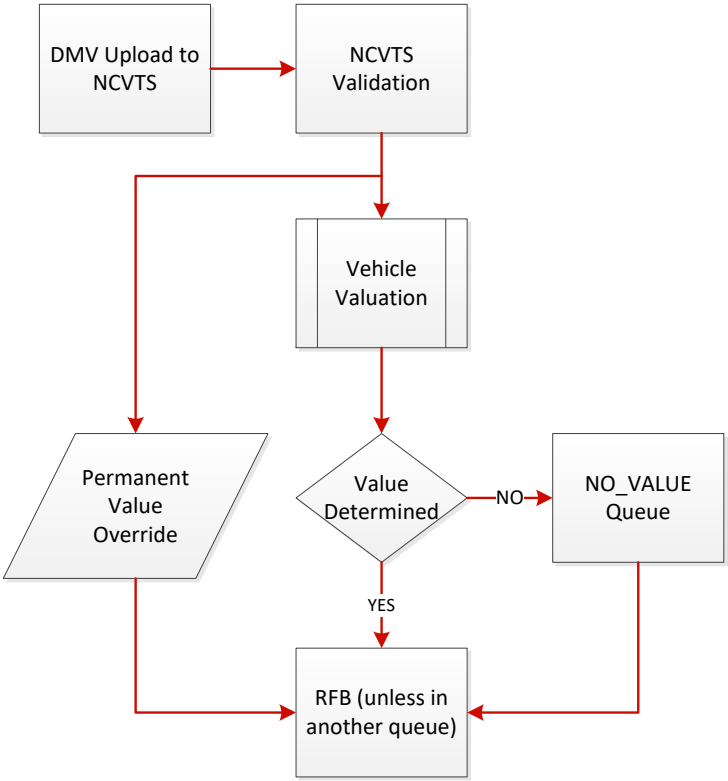 DMV Upload to
NCVTS
NCVTS
Validation
Vehicle
Valuation
Permanent
Value
Override
Value
Determined
NO
NO_VALUE
Queue
YES
RFB (unless in
another queue)